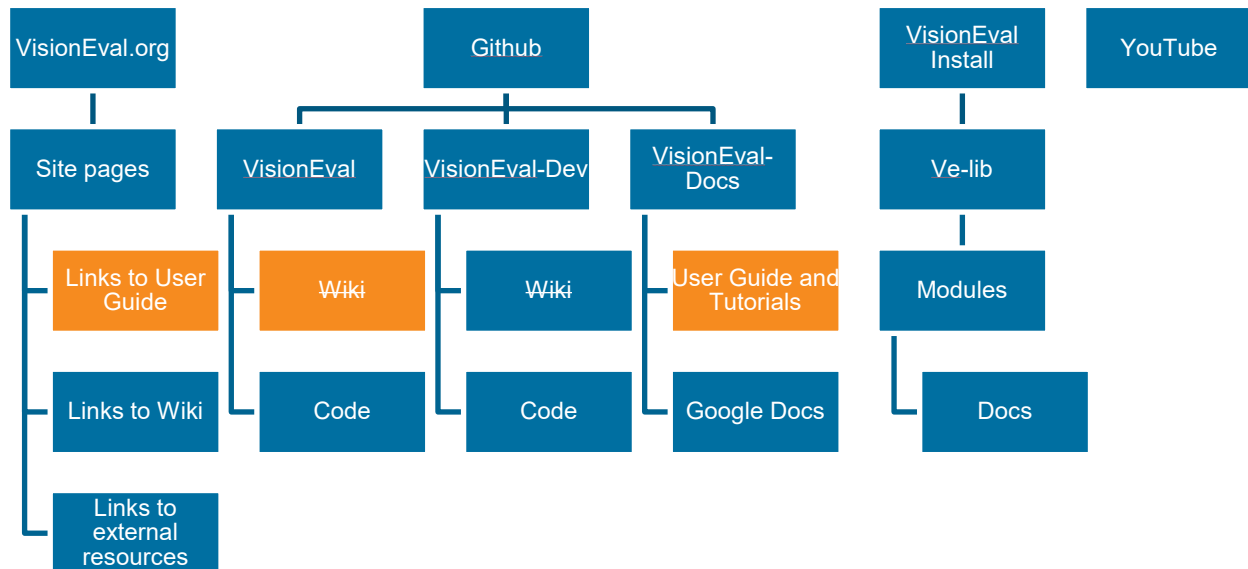 VisionEval.org
Github
VisionEval
Install
YouTube
Site pages
VisionEval
VisionEval-Dev
VisionEval-
Docs
Ve-lib
Links to User
Guide
Wiki
Wiki
User Guide and
Tutorials
Modules
Links to Wiki
Code
Code
Google Docs
Docs
Links to
external
resources